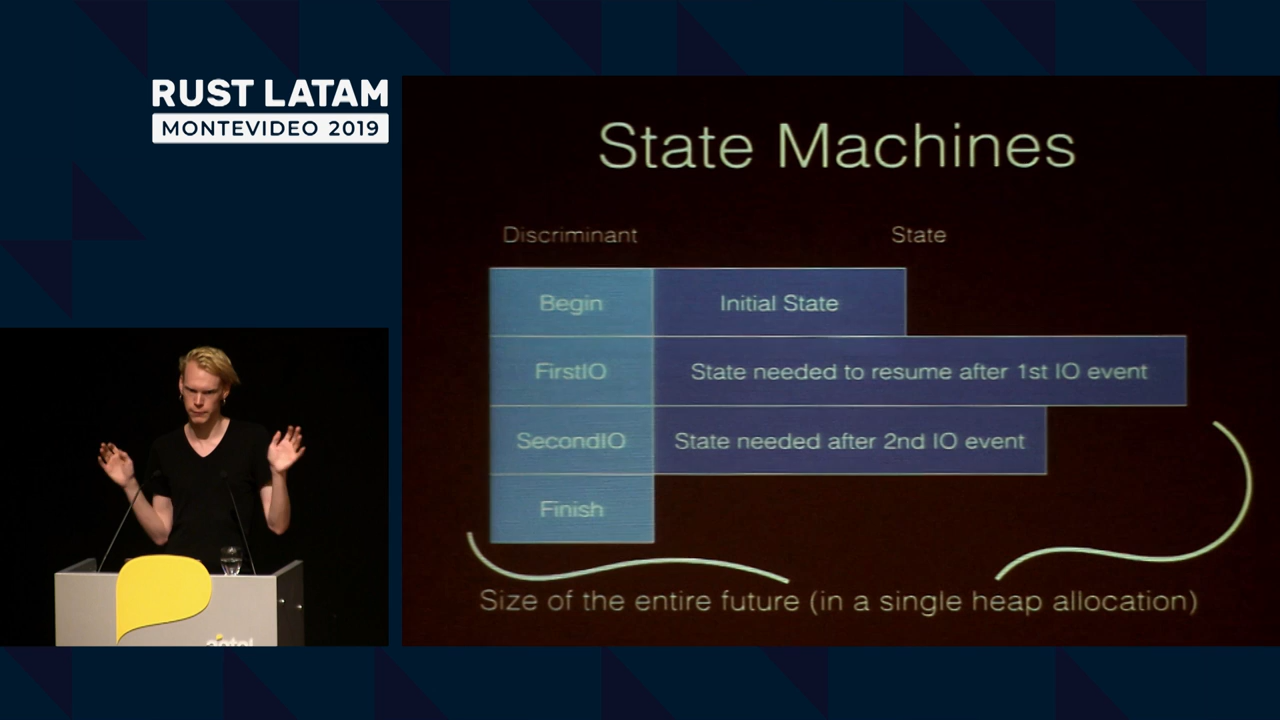 RUST LATAM
MONTEVIDEO 2019
State Machines
Discriminant State
Begin Initial State
FirstIO State needed to resume after 1st IO event
SecondIO State needed after 2nd IO event
Finish
Size of the entire future (in a single heap allocation)